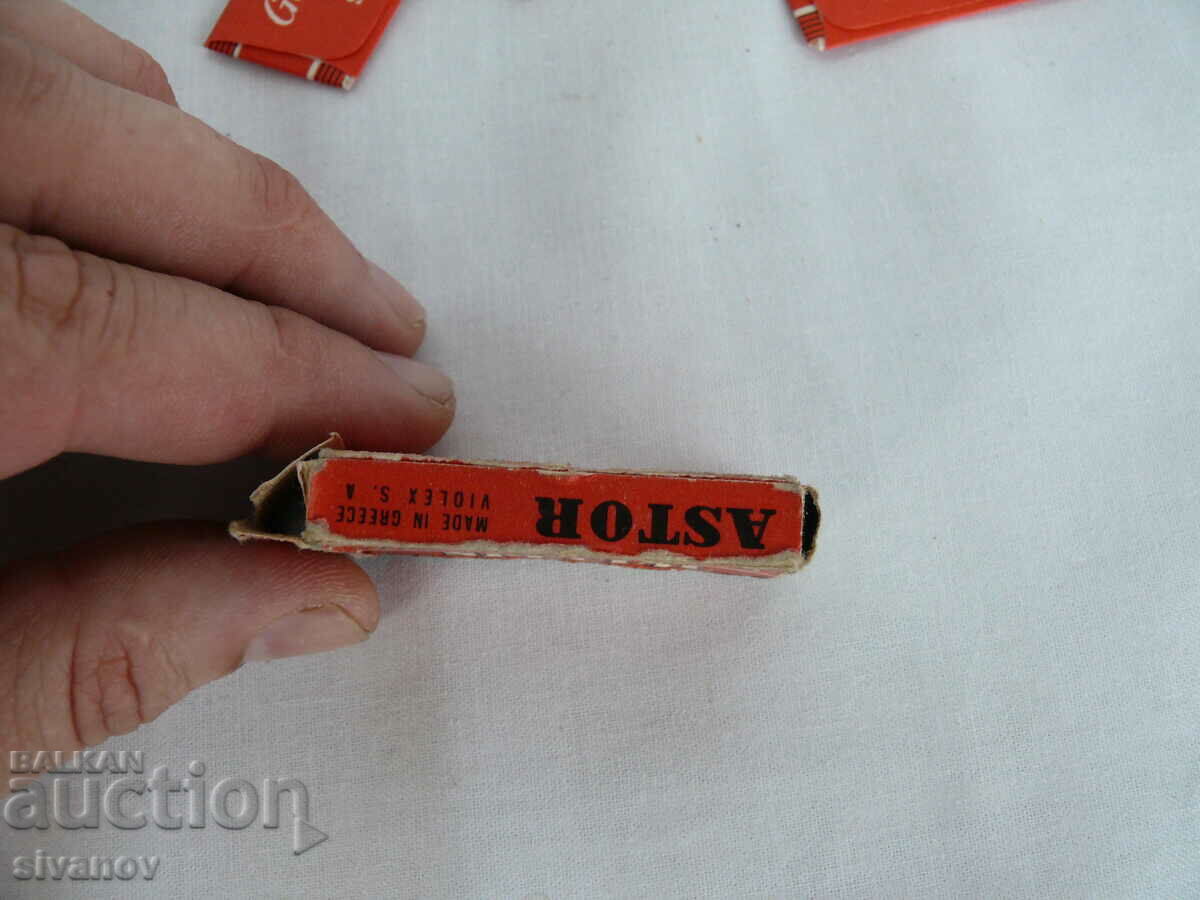 ASTOR
MADE IN GREECE
VIOLEX S. A
BALKAN
auction
sivanov